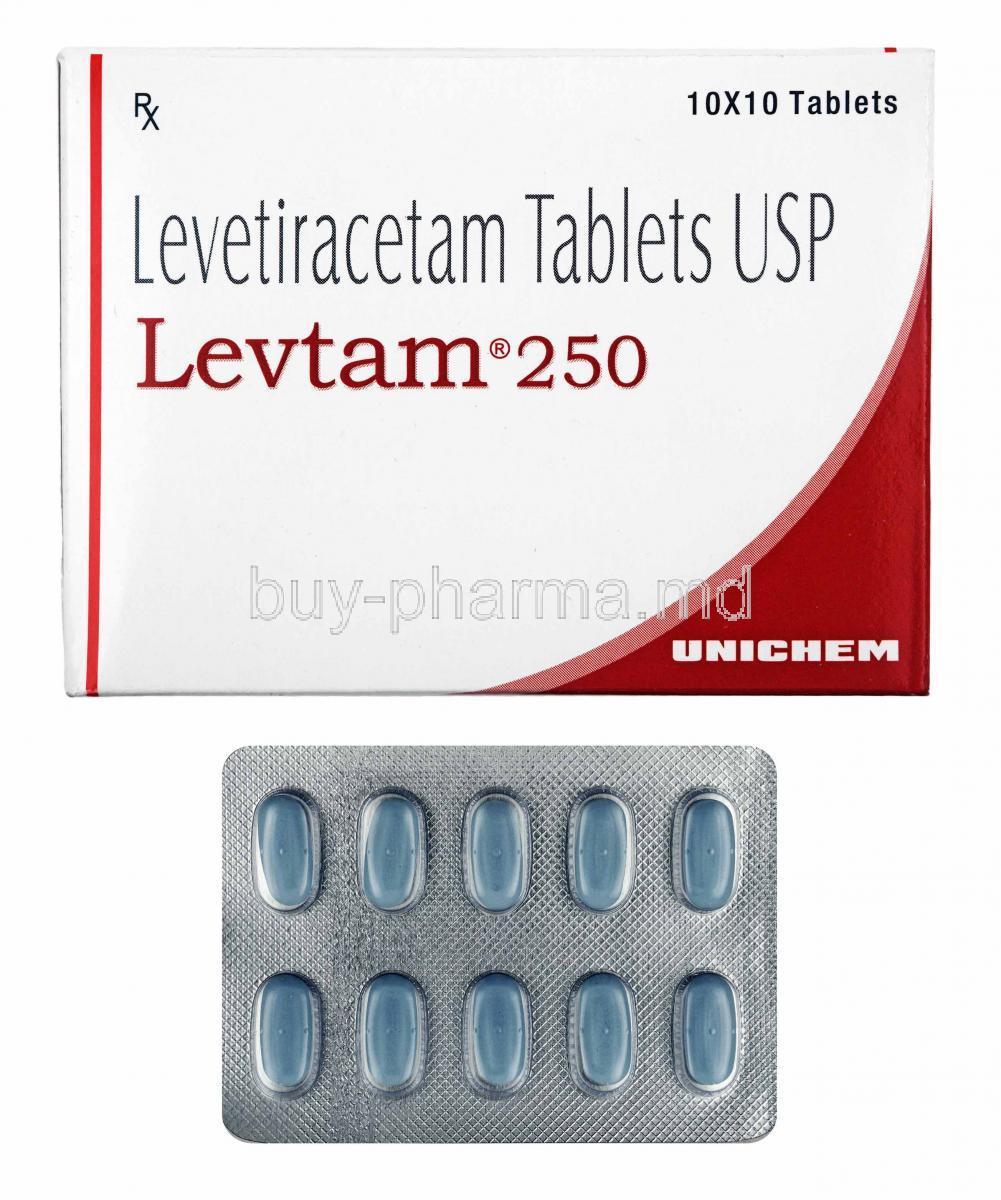 Rx
10X10 Tablets
Levetiracetam Tablets USP
Levtam® 250
buy-pharma.md
UNICHEM